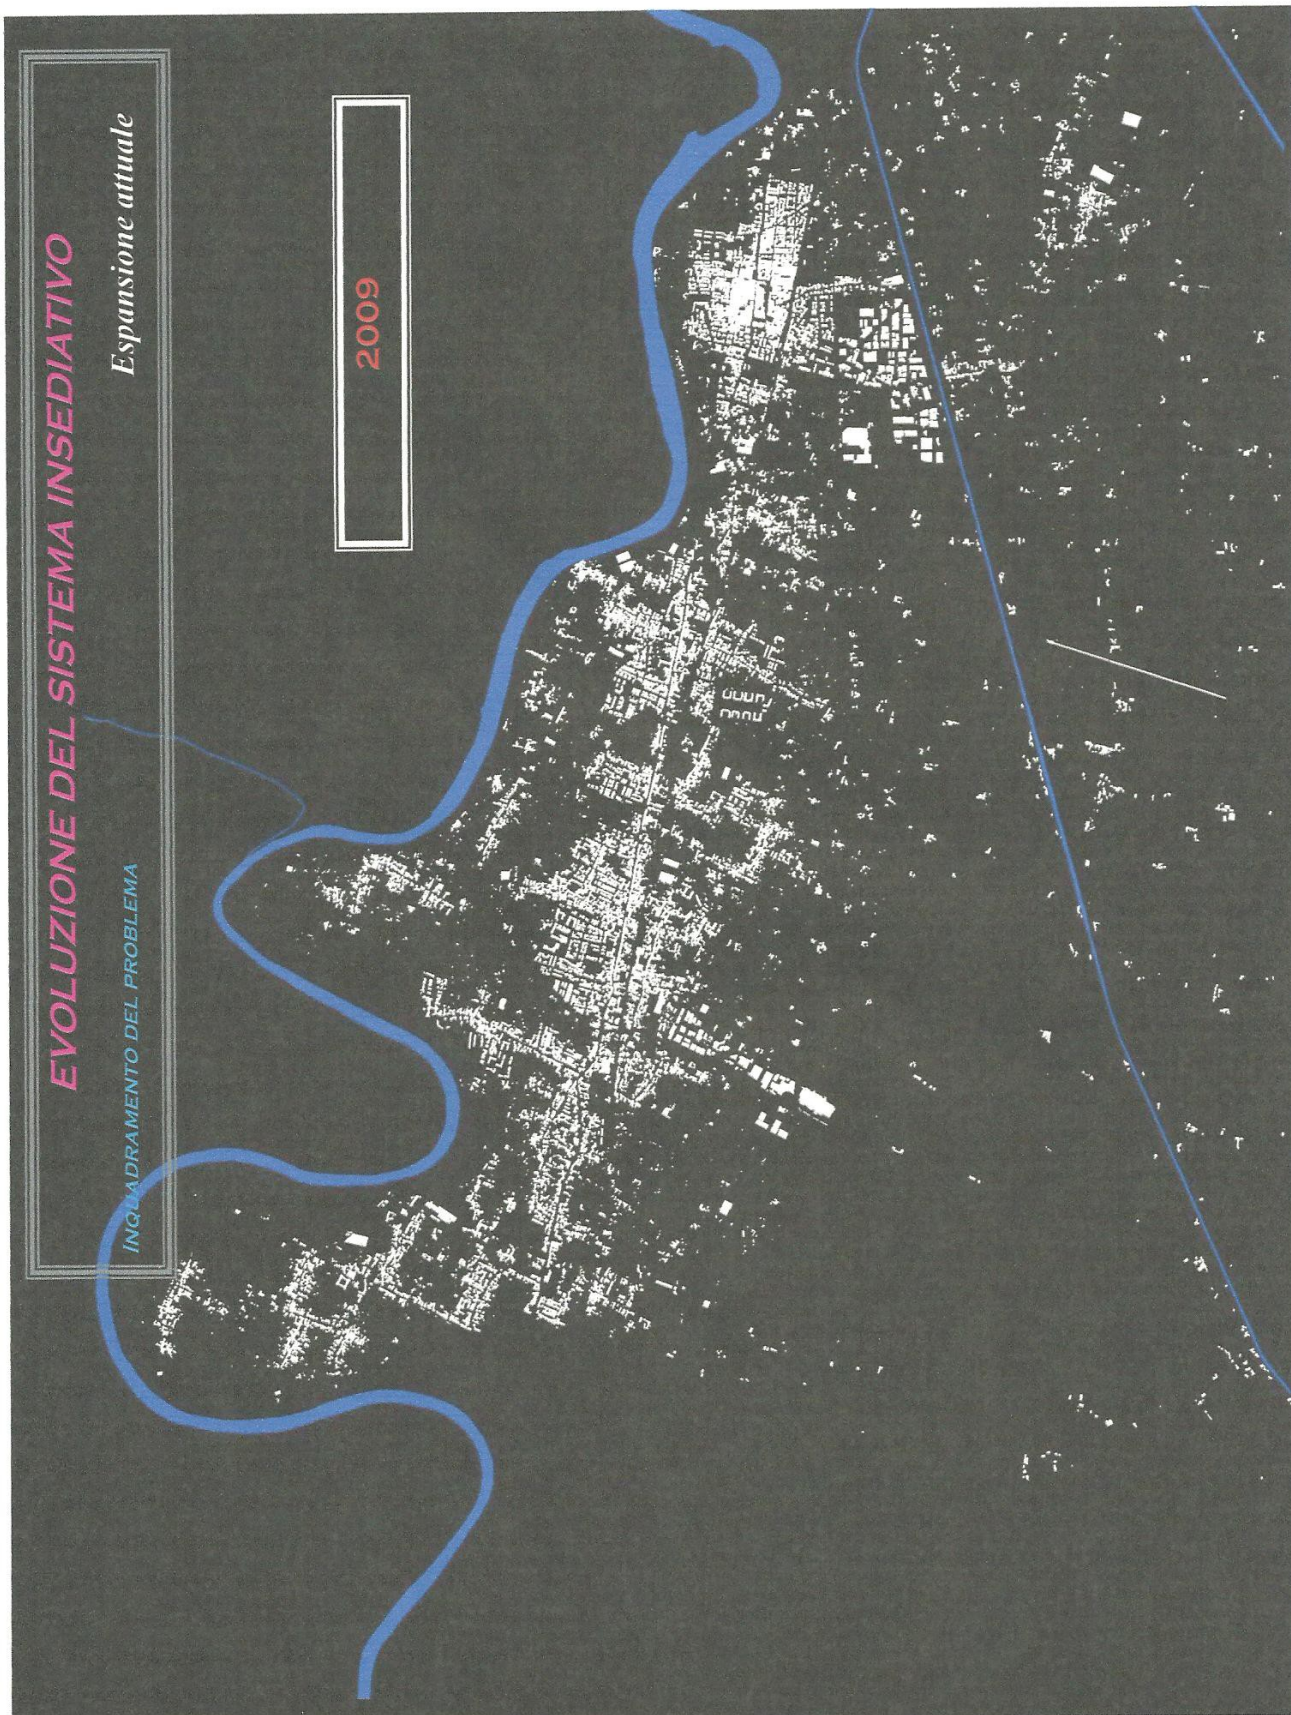 EVOLUZIONE DEL SISTEMA INSEDIATIVO
INQUADRAMENTO DEL PROBLEMA
Espansione attuale
2009